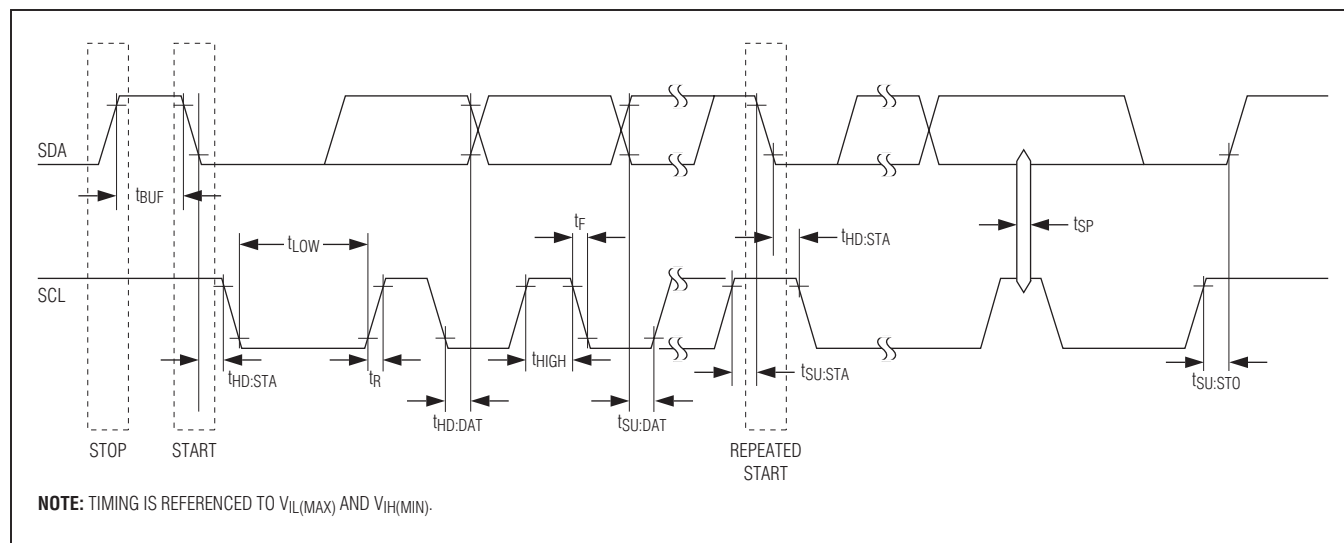 SDA
tBUF
tLOW
tF
tHD:STA
tSP
SCL
tHD:STA
tR
tHIGH
tSU:STA
tSU:STO
tHD:DAT
tSU:DAT
STOP
START
REPEATED
START
NOTE: TIMING IS REFERENCED TO VIL(MAX) AND VIH(MIN).